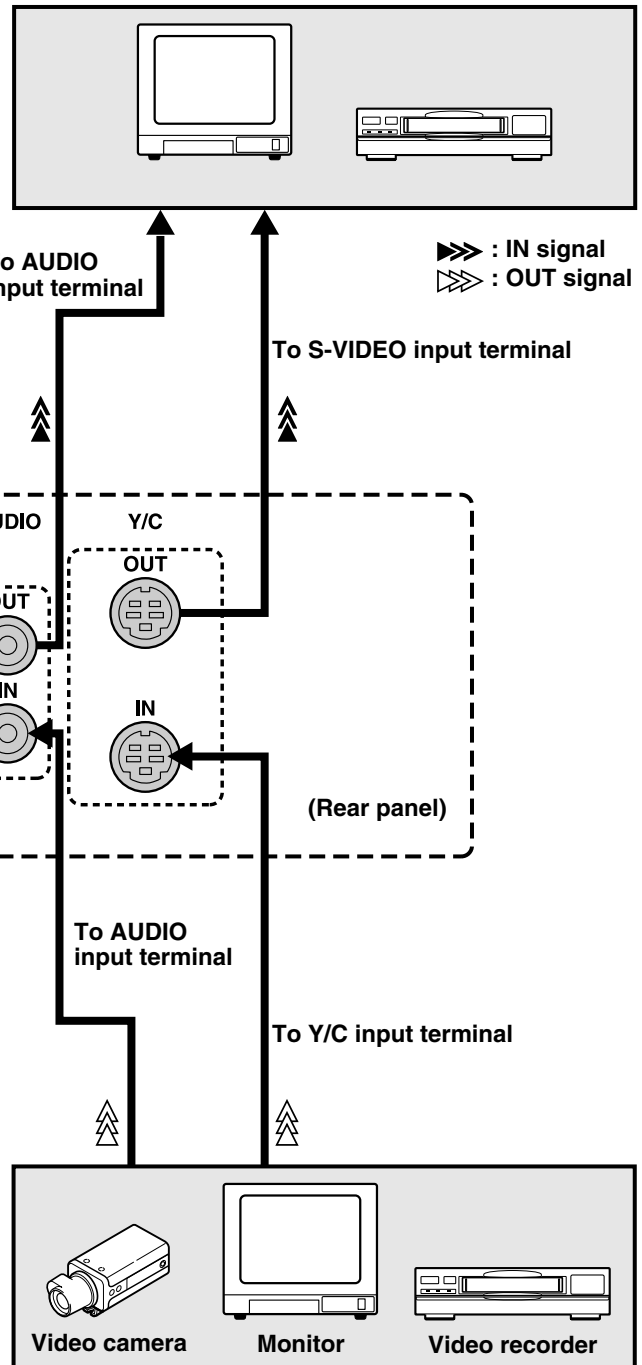 : IN signal
: OUT signal
o AUDIO
nput terminal
To S-VIDEO input terminal
UDIO
Y/C
OUT
UT
IN
IN
(Rear panel)
To AUDIO
input terminal
To Y/C input terminal
Video camera
Monitor
Video recorder